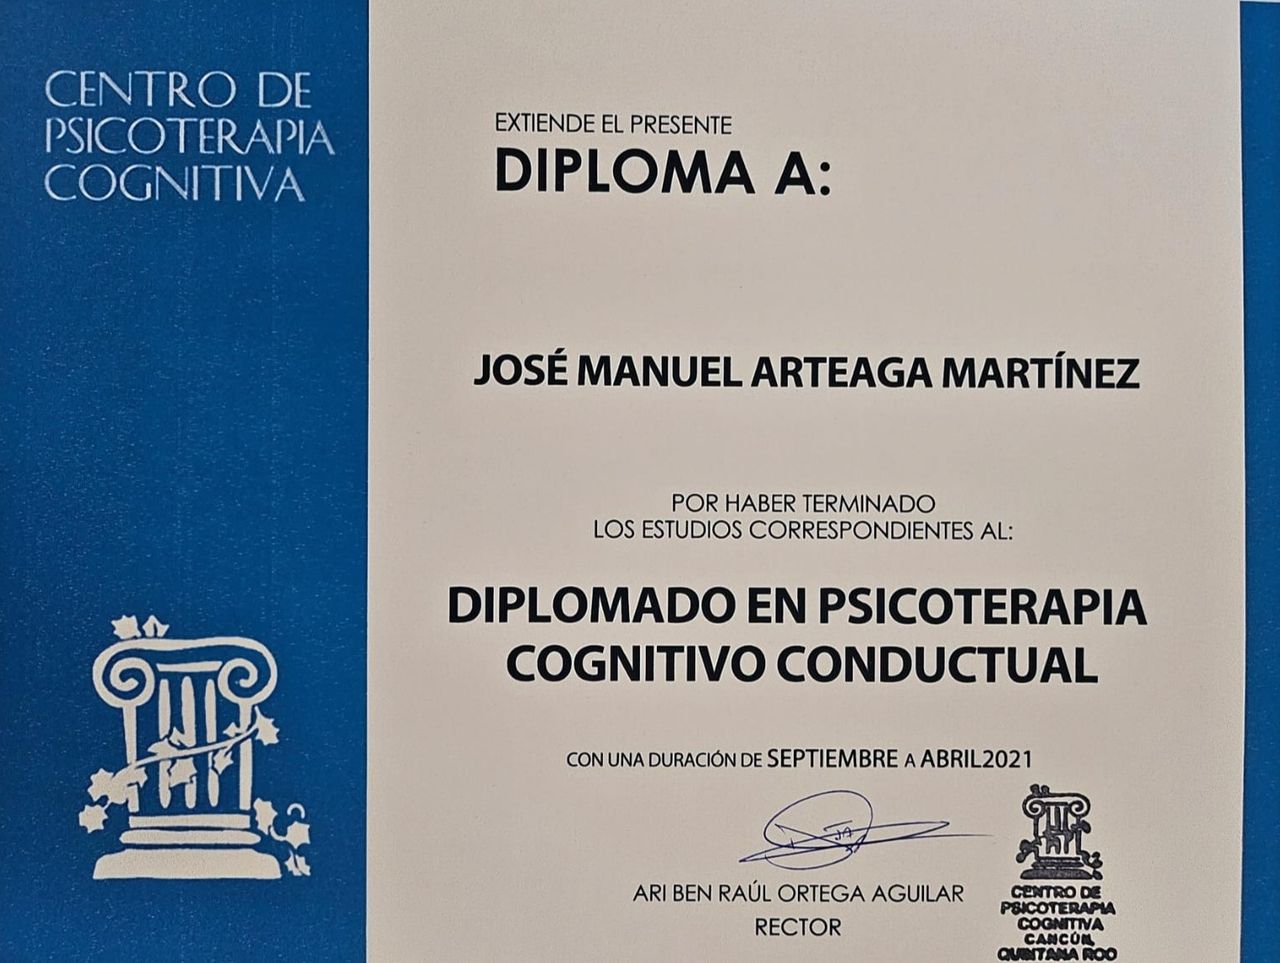 CENTRO DE
PSICOTERAPIA
COGNITIVA
EXTIENDE EL PRESENTE
DIPLOMA A:
JOSÉ MANUEL ARTEAGA MARTÍNEZ
POR HABER TERMINADO
LOS ESTUDIOS CORRESPONDIENTES AL:
DIPLOMADO EN PSICOTERAPIA
COGNITIVO CONDUCTUAL
CON UNA DURACIÓN DE SEPTIEMBRE A ABRIL2021
ARI BEN RAÚL ORTEGA AGUILAR
RECTOR
CENTRO DE
PSICOTERAPIA
COGNITIVA
CANCÚN,
QUINTANA ROO